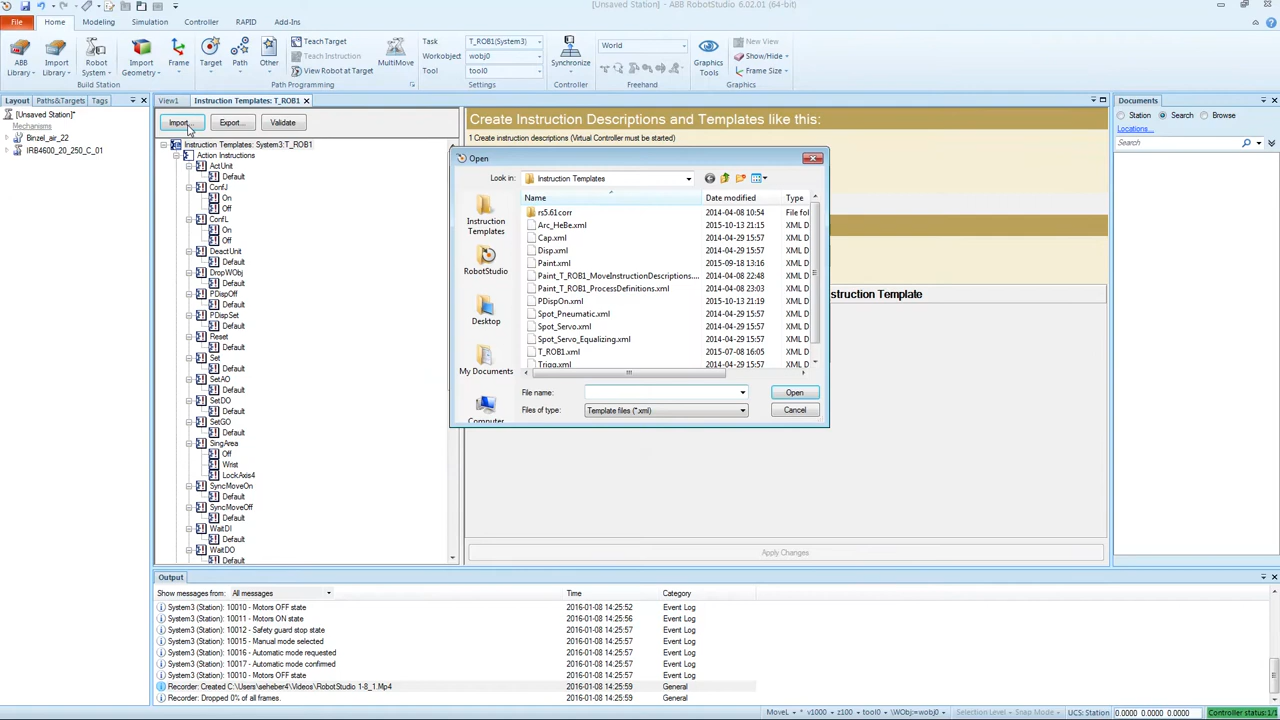 [Unsaved Station] - ABB RobotStudio 6.02.01 (64-bit)
File Home Modeling Simulation Controller RAPID Add-Ins
ABB Library
Import Library
Robot System
Import Geometry
Frame
Build Station
Target
Path
Other
Teach Target
Teach Instruction
View Robot at Target
MultiMove
Path Programming
Task T_ROB1(System3)
Workobject wobj0
Tool tool0
Settings
Synchronize
Controller
World
Freehand
Graphics Tools
New View
Show/Hide
Frame Size
Graphics
Layout Paths&Targets Tags
[Unsaved Station]*
Mechanisms
Binzel_air_22
IRB4600_20_250_C_01
View1 Instruction Templates: T_ROB1
Import... Export... Validate
Instruction Templates: System3:T_ROB1
Action Instructions
ActUnit
Default
ConfJ
On
Off
ConfL
On
Off
DeactUnit
Default
DropWObj
Default
PDispOff
Default
PDispSet
Default
Reset
Default
Set
Default
SetAO
Default
SetDO
Default
SetGO
Default
SingArea
Off
Wrist
LockAxis4
SyncMoveOn
Default
SyncMoveOff
Default
WaitDI
Default
WaitDO
Default
Create Instruction Descriptions and Templates like this:
1 Create instruction descriptions (Virtual Controller must be started)
struction Template
Apply Changes
Open
Look in: Instruction Templates
Instruction Templates
RobotStudio
Desktop
My Documents
Computer
Name Date modified Type
rs5.61corr 2014-04-08 10:54 File fol
Arc_HeBe.xml 2015-10-13 21:15 XML D
Cap.xml 2014-04-29 15:57 XML D
Disp.xml 2014-04-29 15:57 XML D
Paint.xml 2015-09-18 13:16 XML D
Paint_T_ROB1_MoveInstructionDescriptions.... 2014-04-08 22:48 XML D
Paint_T_ROB1_ProcessDefinitions.xml 2014-04-08 23:03 XML D
PDispOn.xml 2015-10-13 21:19 XML D
Spot_Pneumatic.xml 2014-04-29 15:57 XML D
Spot_Servo.xml 2014-04-29 15:57 XML D
Spot_Servo_Equalizing.xml 2014-04-29 15:57 XML D
T_ROB1.xml 2015-07-08 16:05 XML D
Trigg.xml 2014-04-29 15:57 XML D
File name: Open
Files of type: Template files (*.xml) Cancel
Documents
Station Search Browse
Locations...
Search
Output
Show messages from: All messages Time Category
System3 (Station): 10010 - Motors OFF state 2016-01-08 14:25:52 Event Log
System3 (Station): 10011 - Motors ON state 2016-01-08 14:25:56 Event Log
System3 (Station): 10012 - Safety guard stop state 2016-01-08 14:25:57 Event Log
System3 (Station): 10015 - Manual mode selected 2016-01-08 14:25:57 Event Log
System3 (Station): 10016 - Automatic mode requested 2016-01-08 14:25:57 Event Log
System3 (Station): 10017 - Automatic mode confirmed 2016-01-08 14:25:57 Event Log
System3 (Station): 10010 - Motors OFF state 2016-01-08 14:25:57 Event Log
Recorder: Created C:\Users\seheber4\Videos\RobotStudio 1-8_1.Mp4 2016-01-08 14:25:59 General
Recorder: Dropped 0% of all frames. 2016-01-08 14:25:59 General
MoveL v1000 z100 tool0 \WObj:=wobj0 Selection Level Snap Mode UCS: Station 0.0000 0.0000 0.0000 Controller status: 1/1